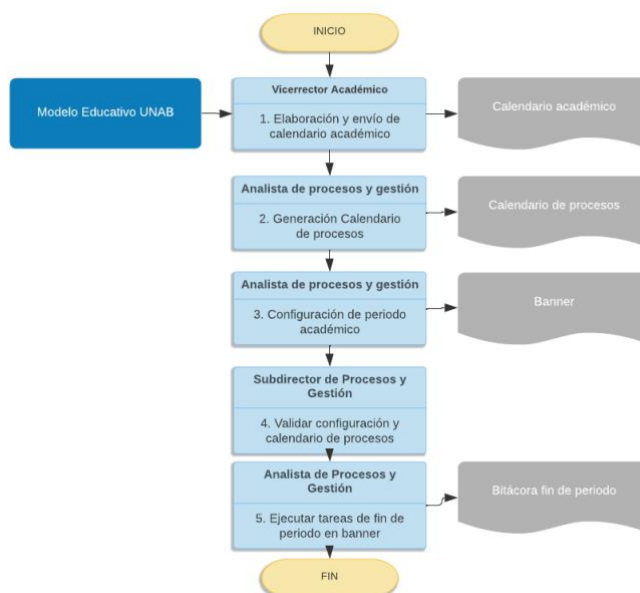 INICIO
Modelo Educativo UNAB
Vicerrector Académico
1. Elaboración y envío de
calendario académico
Calendario académico
Analista de procesos y gestión
2. Generación Calendario
de procesos
Calendario de procesos
Analista de procesos y gestión
3. Configuración de periodo
académico
Banner
Subdirector de Procesos y
Gestión
4. Validar configuración y
calendario de procesos
Analista de Procesos y
Gestión
5. Ejecutar tareas de fin de
periodo en banner
Bitácora fin de periodo
FIN